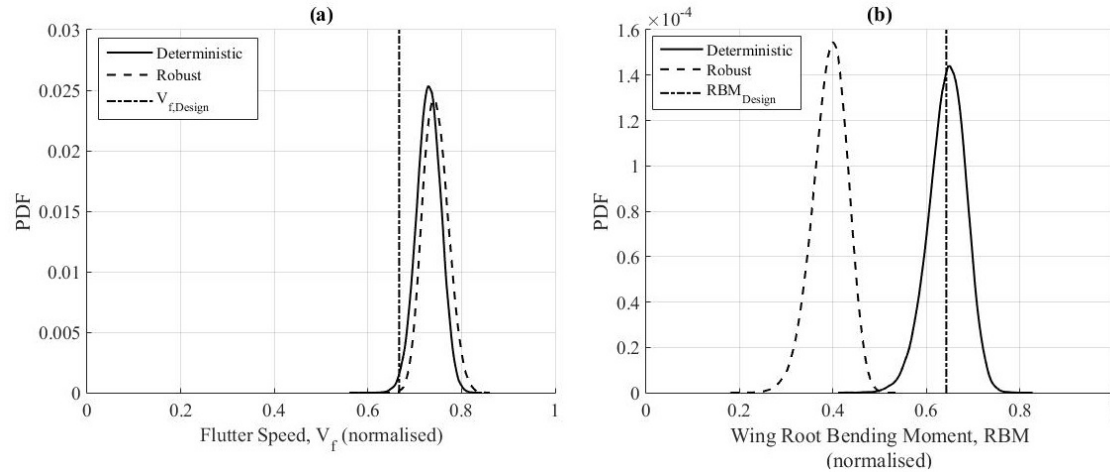 (a)
0.03
0.025
0.02
0.015
0.01
0.005
0
PDF
Deterministic
Robust
V_f,Design
0
0.2
0.4
0.6
0.8
1
Flutter Speed, V_f (normalised)
(b)
×10^-4
1.6
1.4
1.2
1
0.8
0.6
0.4
0.2
0
PDF
Deterministic
Robust
RBM_Design
0
0.2
0.4
0.6
0.8
Wing Root Bending Moment, RBM
(normalised)